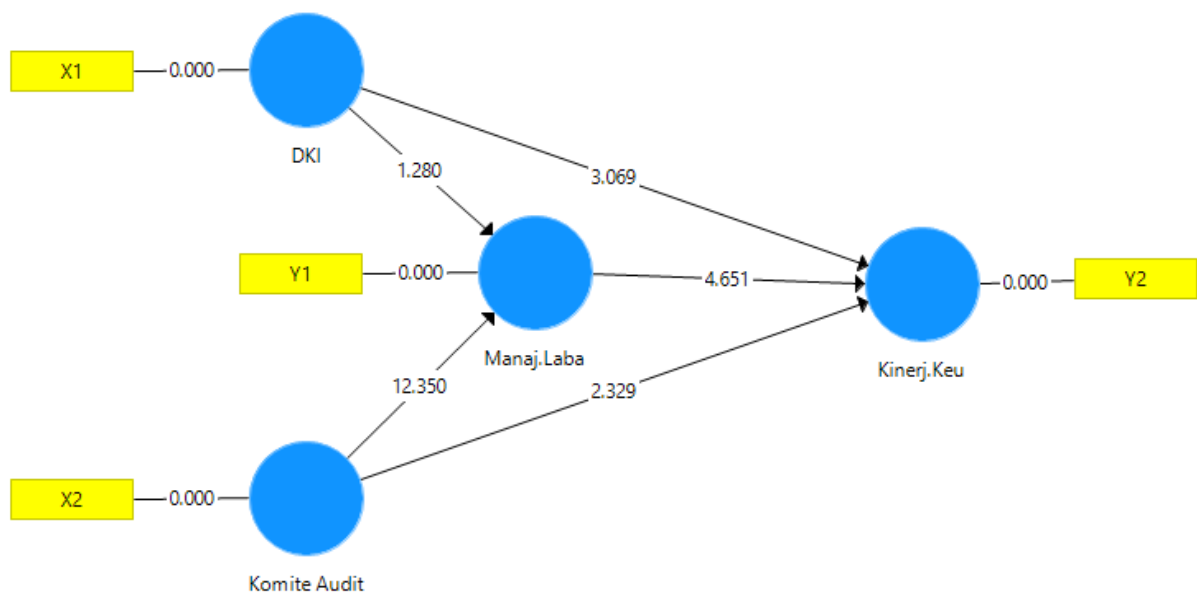 X1
0.000
DKI
1.280
3.069
Y1
0.000
4.651
0.000
Y2
Manaj.Laba
Kinerj.Keu
12.350
2.329
X2
0.000
Komite Audit